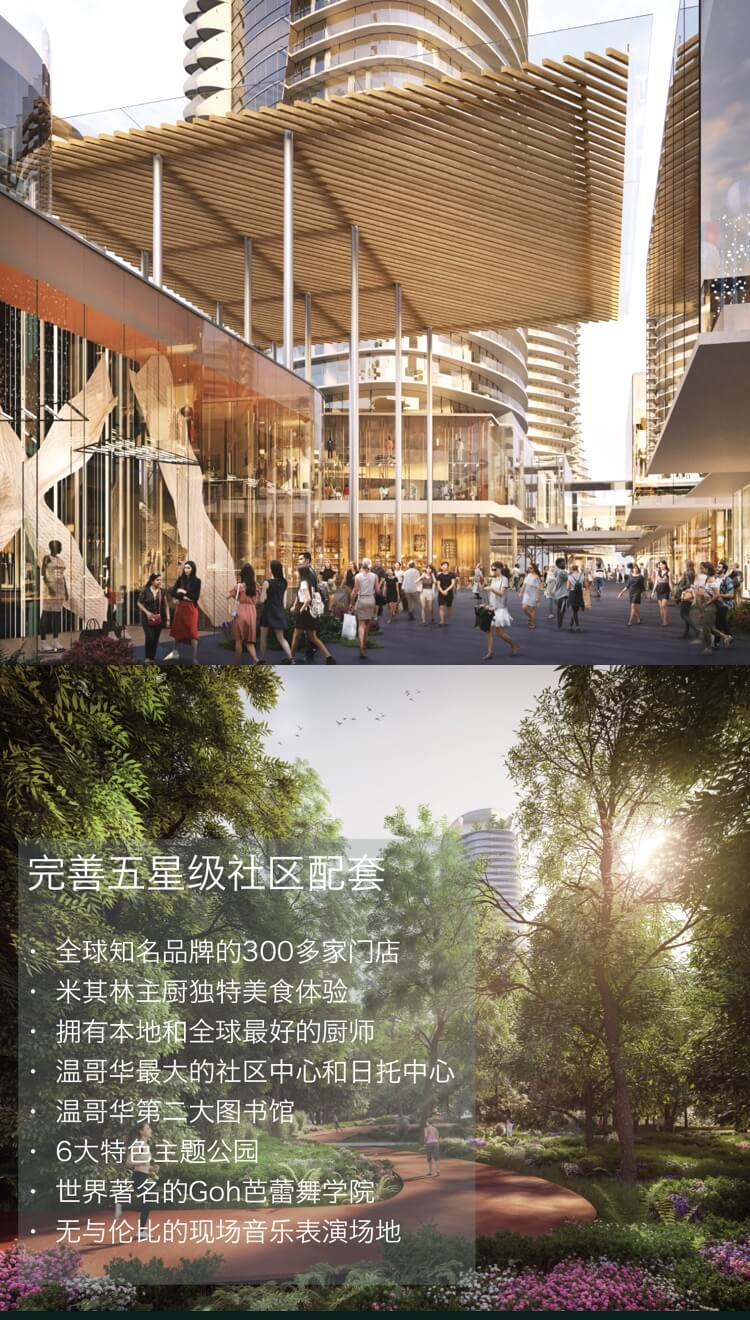 完善五星级社区配套
• 全球知名品牌的300多家门店
• 米其林主厨独特美食体验
• 拥有本地和全球最好的厨师
• 温哥华最大的社区中心和日托中心
• 温哥华第二大图书馆
• 6大特色主题公园
• 世界著名的Goh芭蕾舞学院
• 无与伦比的现场音乐表演场地